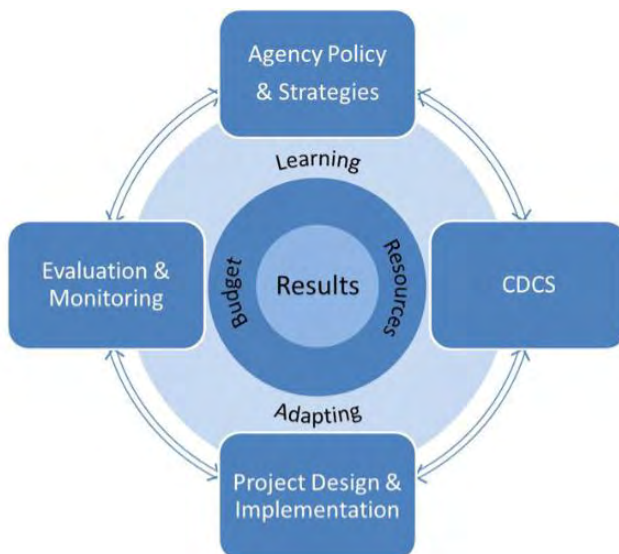 Agency Policy
& Strategies
Learning
Evaluation &
Monitoring
Budget
Results
Resources
CDCS
Adapting
Project Design &
Implementation